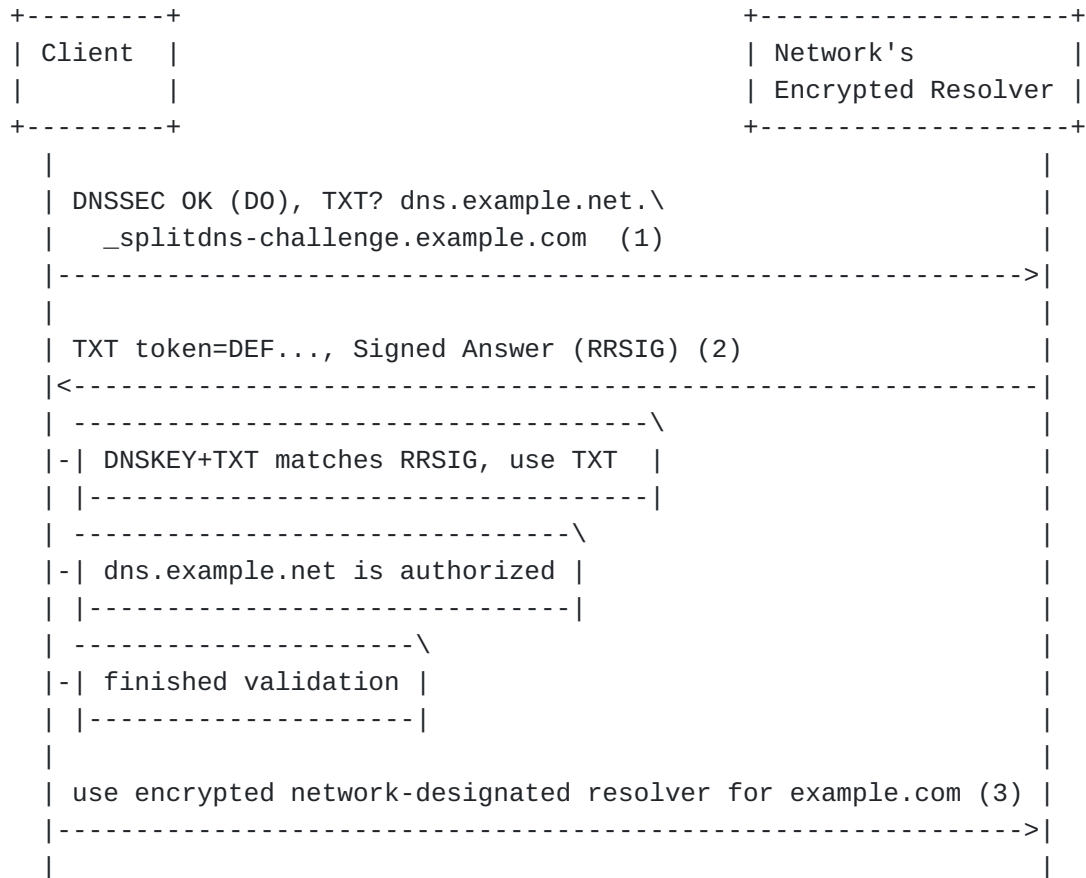 Client
Network's
Encrypted Resolver
DNSSEC OK (DO), TXT? dns.example.net.\
_splitdns-challenge.example.com (1)
TXT token=DEF..., Signed Answer (RRSIG) (2)
DNSKEY+TXT matches RRSIG, use TXT
dns.example.net is authorized
finished validation
use encrypted network-designated resolver for example.com (3)